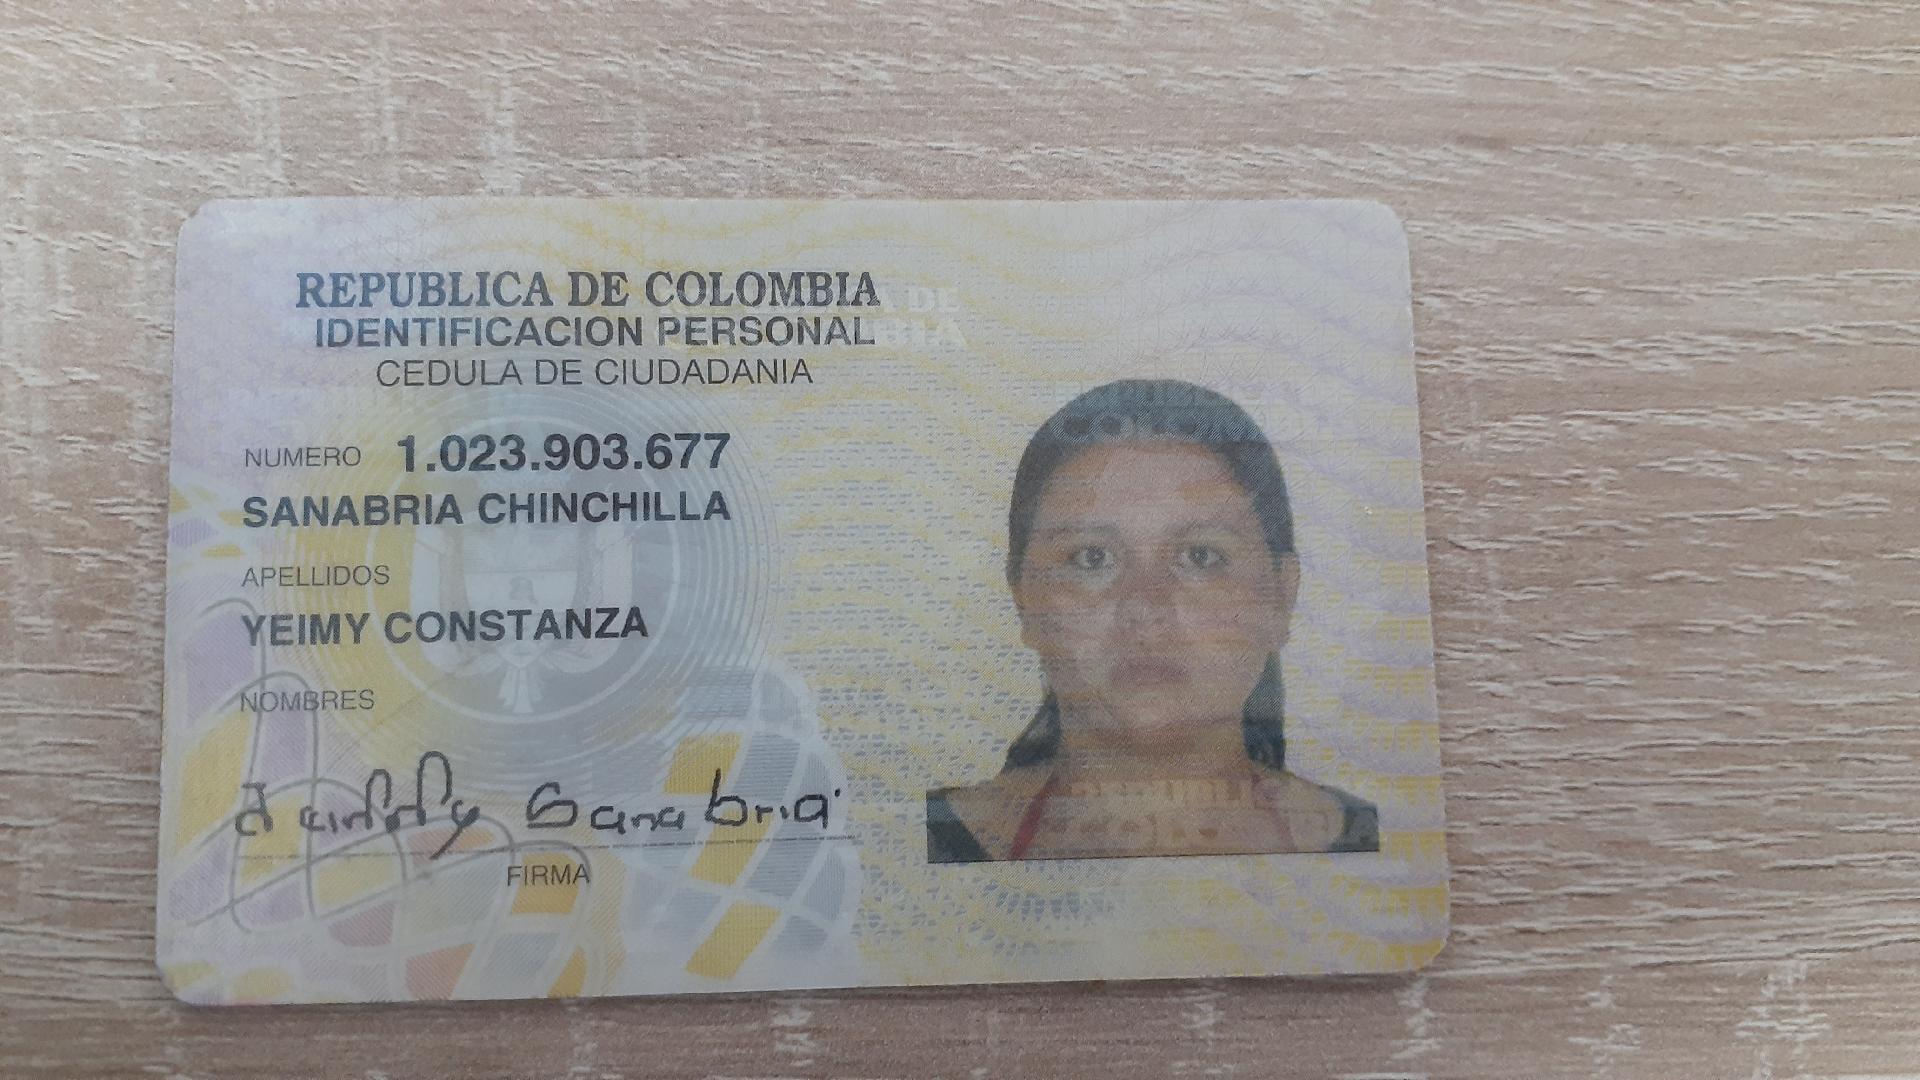 REPUBLICA DE COLOMBIA
IDENTIFICACION PERSONAL
CEDULA DE CIUDADANIA
NUMERO 1.023.903.677
SANABRIA CHINCHILLA
APELLIDOS
YEIMY CONSTANZA
NOMBRES
Sanabria
FIRMA